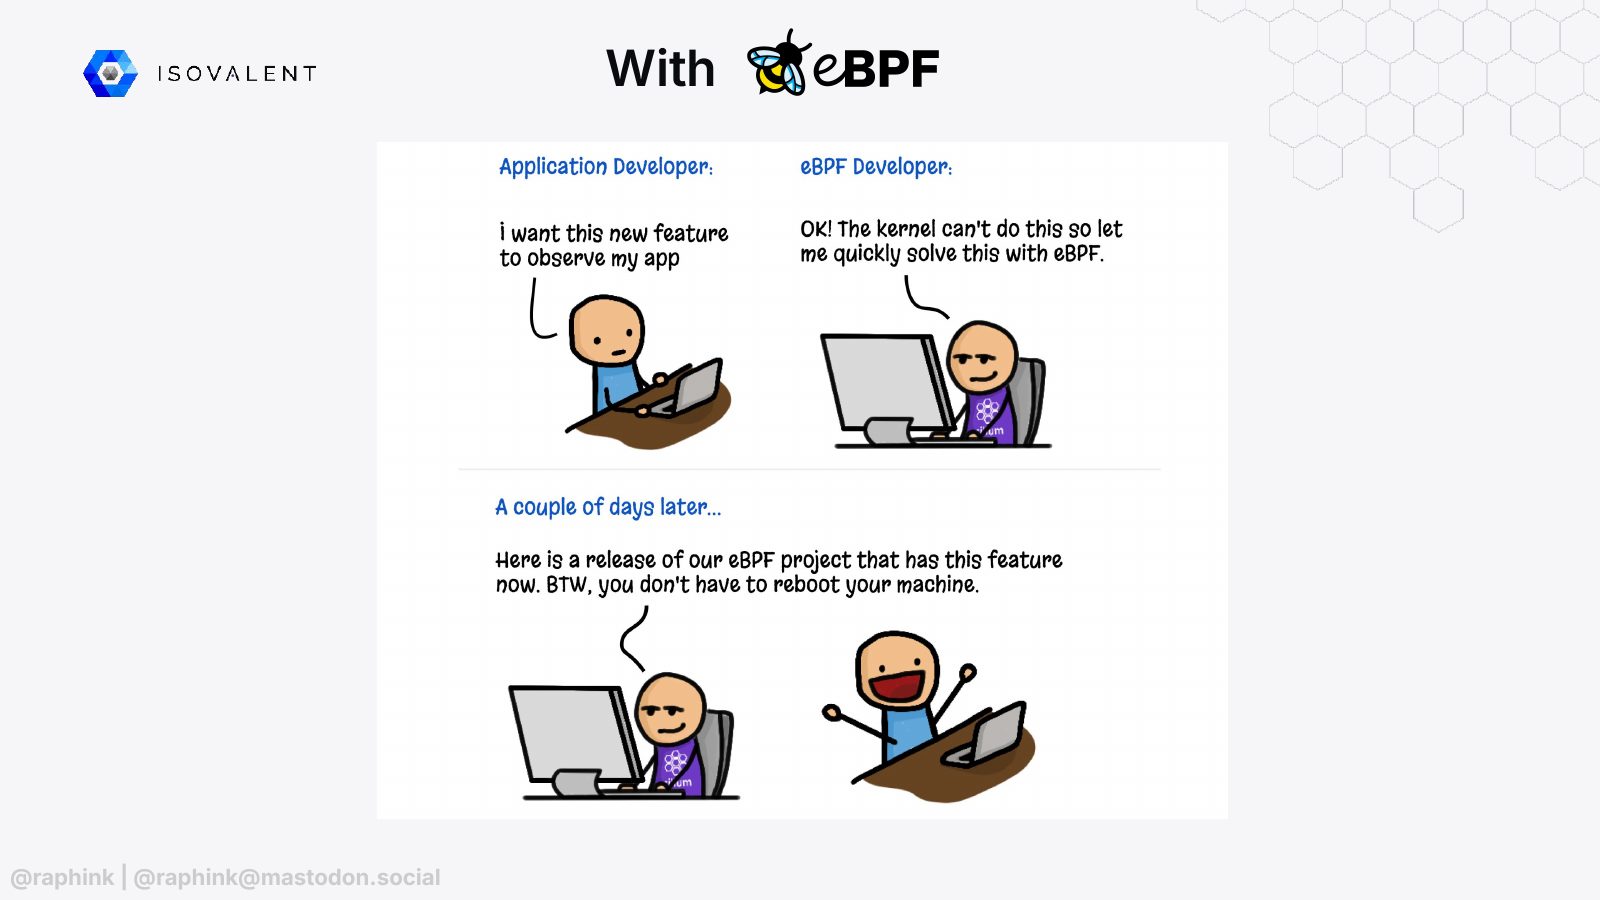 ISOVALENT
With eBPF
Application Developer:
i want this new feature
to observe my app
eBPF Developer:
OK! The kernel can't do this so let
me quickly solve this with eBPF.
A couple of days later...
Here is a release of our eBPF project that has this feature
now. BTW, you don't have to reboot your machine.
@raphink | @raphink@mastodon.social